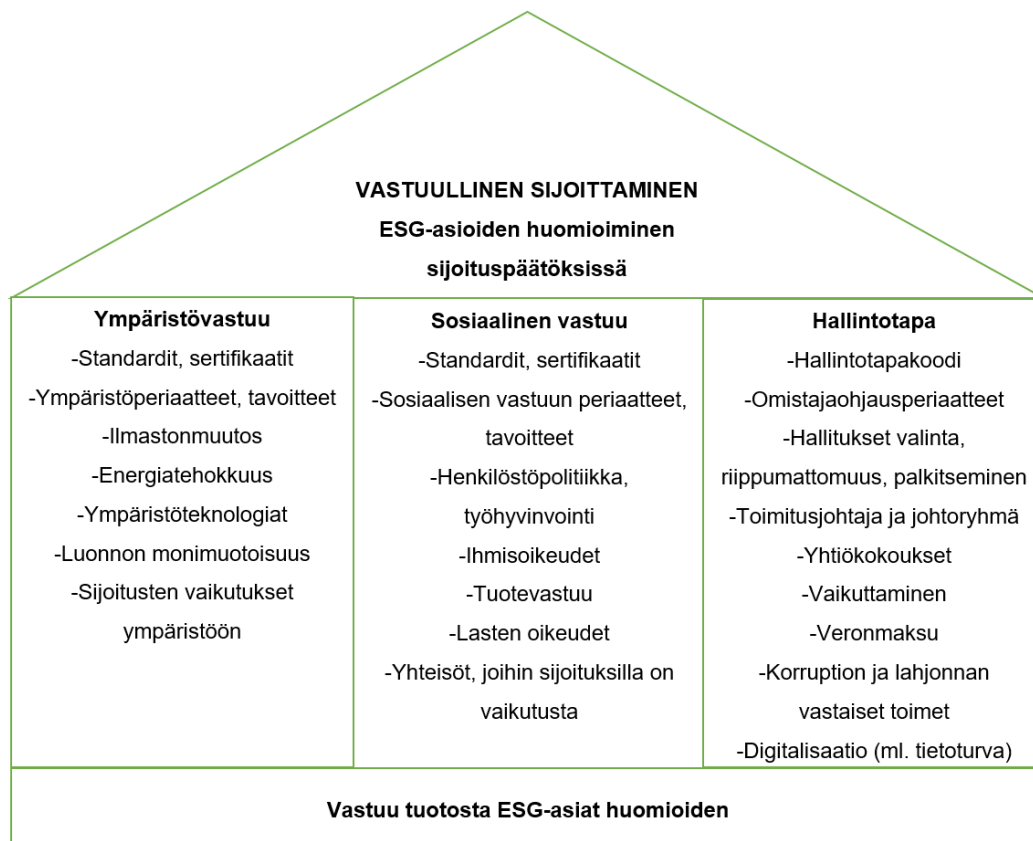 VASTUULLINEN SIJOITTAMINEN
ESG-asioiden huomioiminen
sijoituspäätöksissä
Ympäristövastuu
-Standardit, sertifikaatit
-Ympäristöperiaatteet, tavoitteet
-Ilmastonmuutos
-Energiatehokkuus
-Ympäristöteknologiat
-Luonnon monimuotoisuus
-Sijoitusten vaikutukset
ympäristöön
Sosiaalinen vastuu
-Standardit, sertifikaatit
-Sosiaalisen vastuun periaatteet,
tavoitteet
-Henkilöstöpolitiikka,
työhyvinvointi
-Ihmisoikeudet
-Tuotevastuu
-Lasten oikeudet
-Yhteisöt, joihin sijoituksilla on
vaikutusta
Hallintotapa
-Hallintotapakoodi
-Omistajaohjausperiaatteet
-Hallitukset valinta,
riippumattomuus, palkitseminen
-Toimitusjohtaja ja johtoryhmä
-Yhtiökokoukset
-Vaikuttaminen
-Veronmaksu
-Korruption ja lahjonnan
vastaiset toimet
-Digitalisaatio (ml. tietoturva)
Vastuu tuotosta ESG-asiat huomioiden